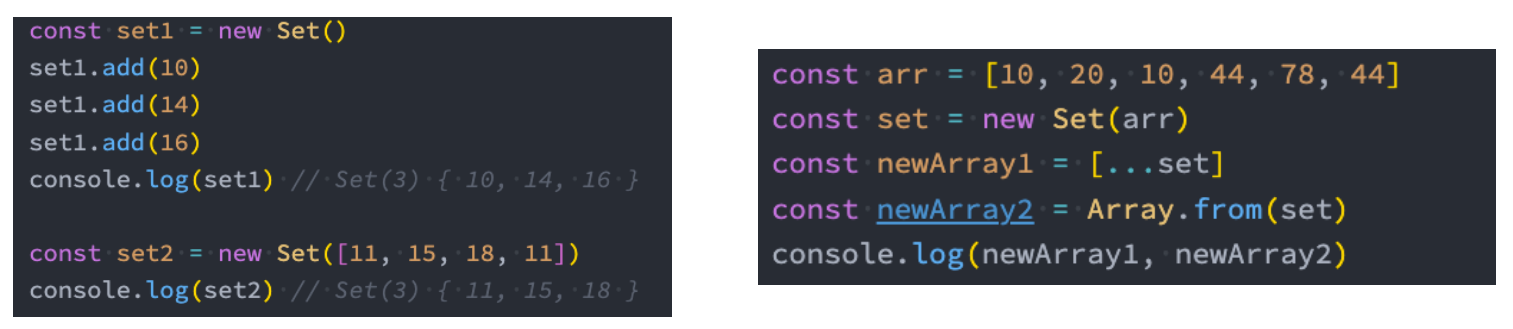 const set1 = new Set()
set1.add(10)
set1.add(14)
set1.add(16)
console.log(set1) // Set(3) { 10, 14, 16 }
const set2 = new Set([11, 15, 18, 11])
console.log(set2) // Set(3) { 11, 15, 18 }
const arr = [10, 20, 10, 44, 78, 44]
const set = new Set(arr)
const newArray1 = [...set]
const newArray2 = Array.from(set)
console.log(newArray1, newArray2)